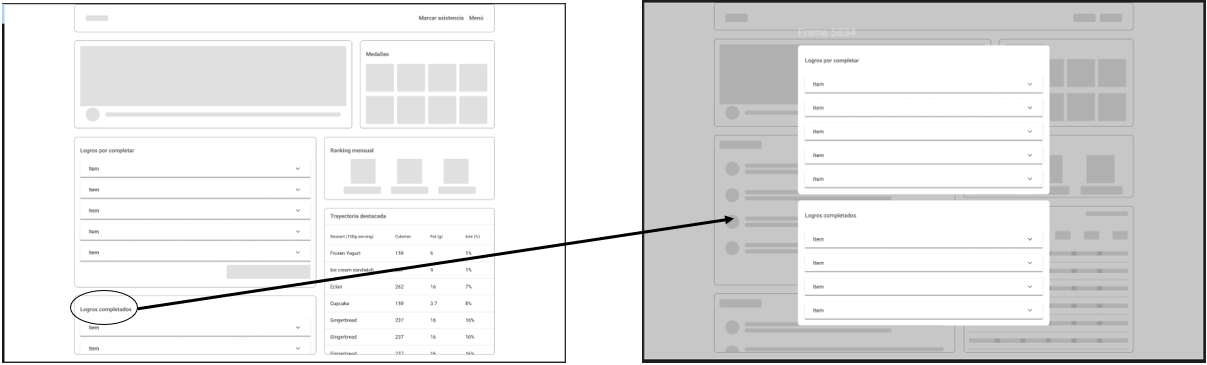 Marcar asistencia Menú
Medallas
Logros por completar
Item
Item
Item
Item
Item
Logros completados
Item
Item
Ranking mensual
Trayectoria destacada
Dessert (100g serving) Calories Fat (g) Iron (%)
Frozen Yogurt 159 6 1%
Ice cream sandwich 9 1%
Eclair 262 16 7%
Cupcake 159 3.7 8%
Gingerbread 237 16 16%
Gingerbread 237 16 16%
Gingerbread 237 16 16%
Frame 5634
Logros por completar
Item
Item
Item
Item
Item
Logros completados
Item
Item
Item
Item